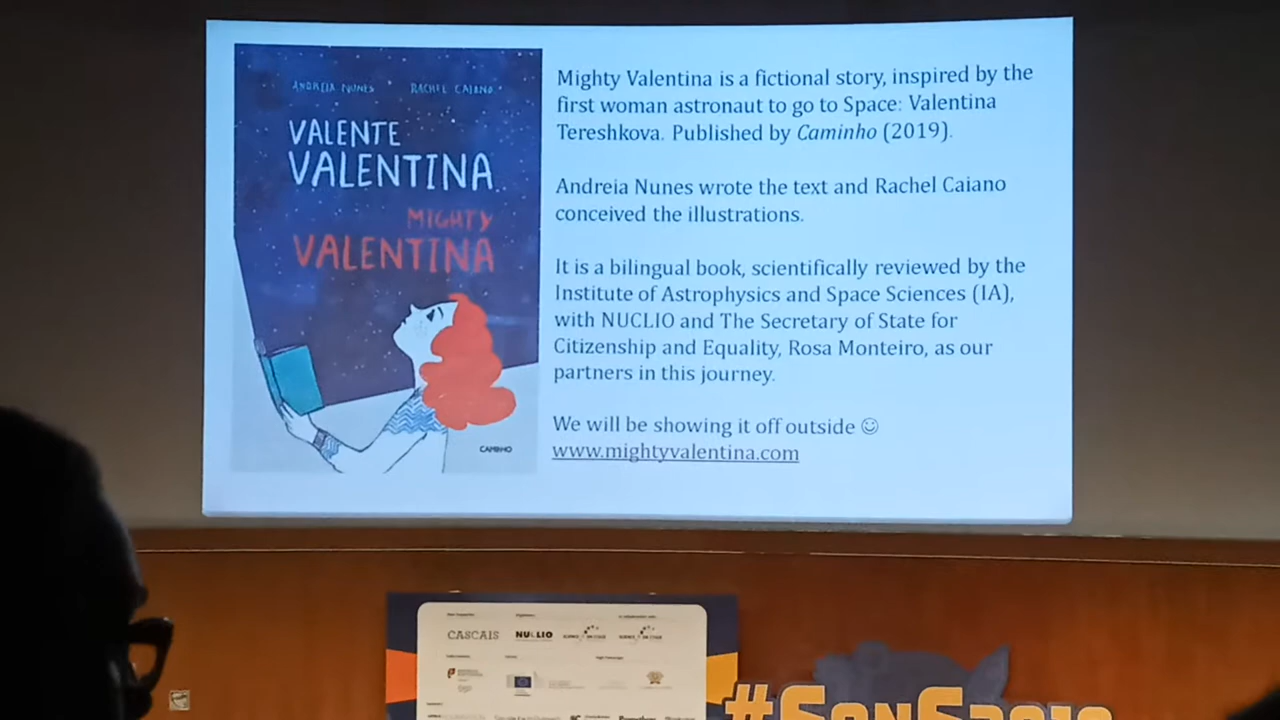 ANDREIA NUNES RACHEL CAIANO
VALENTE
VALENTINA
MIGHTY
VALENTINA
CAMINHO
Mighty Valentina is a fictional story, inspired by the
first woman astronaut to go to Space: Valentina
Tereshkova. Published by Caminho (2019).
Andreia Nunes wrote the text and Rachel Caiano
conceived the illustrations.
It is a bilingual book, scientifically reviewed by the
Institute of Astrophysics and Space Sciences (IA),
with NUCLIO and The Secretary of State for
Citizenship and Equality, Rosa Monteiro, as our
partners in this journey.
We will be showing it off outside ☺
www.mightyvalentina.com
CASCAIS NUCLIO